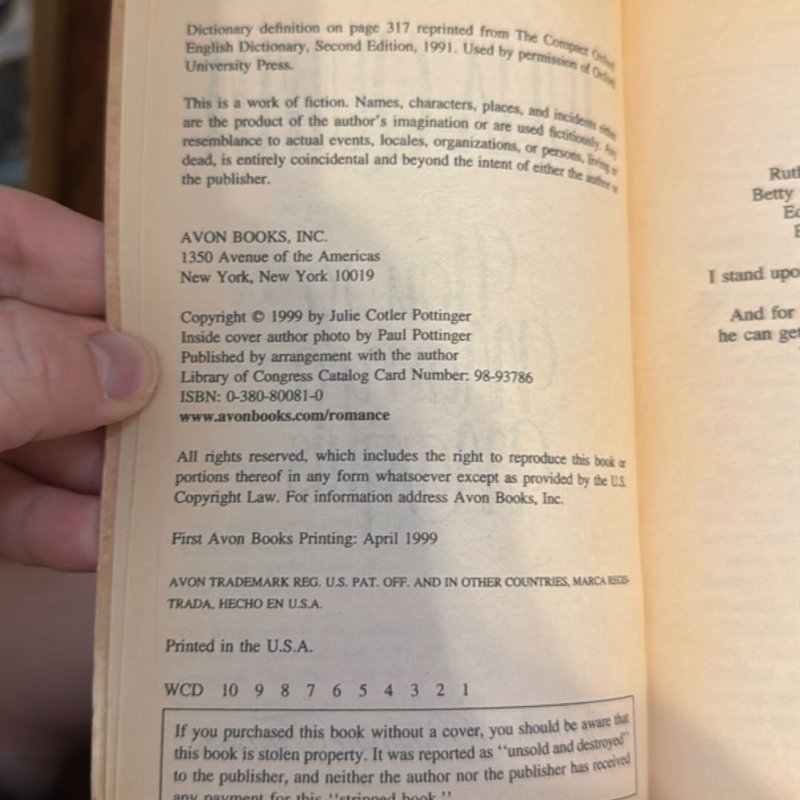 Dictionary definition on page 317 reprinted from The Compact Oxford
English Dictionary, Second Edition, 1991. Used by permission of Oxford
University Press.
This is a work of fiction. Names, characters, places, and incidents either
are the product of the author's imagination or are used fictitiously. Any
resemblance to actual events, locales, organizations, or persons, living or
dead, is entirely coincidental and beyond the intent of either the author or
the publisher.
AVON BOOKS, INC.
1350 Avenue of the Americas
New York, New York 10019
Copyright © 1999 by Julie Cotler Pottinger
Inside cover author photo by Paul Pottinger
Published by arrangement with the author
Library of Congress Catalog Card Number: 98-93786
ISBN: 0-380-80081-0
www.avonbooks.com/romance
All rights reserved, which includes the right to reproduce this book or
portions thereof in any form whatsoever except as provided by the U.S.
Copyright Law. For information address Avon Books, Inc.
First Avon Books Printing: April 1999
AVON TRADEMARK REG. U.S. PAT. OFF. AND IN OTHER COUNTRIES, MARCA REGIS-
TRADA, HECHO EN U.S.A.
Printed in the U.S.A.
WCD 10 9 8 7 6 5 4 3 2 1
If you purchased this book without a cover, you should be aware that
this book is stolen property. It was reported as "unsold and destroyed"
to the publisher, and neither the author nor the publisher has received
any payment for this "stripped book."
Betty
I stand upo
And for
he can get